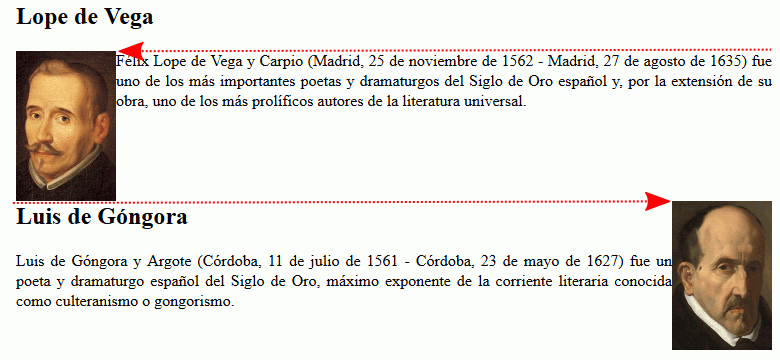 Lope de Vega
Félix Lope de Vega y Carpio (Madrid, 25 de noviembre de 1562 - Madrid, 27 de agosto de 1635) fue
uno de los más importantes poetas y dramaturgos del Siglo de Oro español y, por la extensión de su
obra, uno de los más prolíficos autores de la literatura universal.
Luis de Góngora
Luis de Góngora y Argote (Córdoba, 11 de julio de 1561 - Córdoba, 23 de mayo de 1627) fue un
poeta y dramaturgo español del Siglo de Oro, máximo exponente de la corriente literaria conocida
como culteranismo o gongorismo.